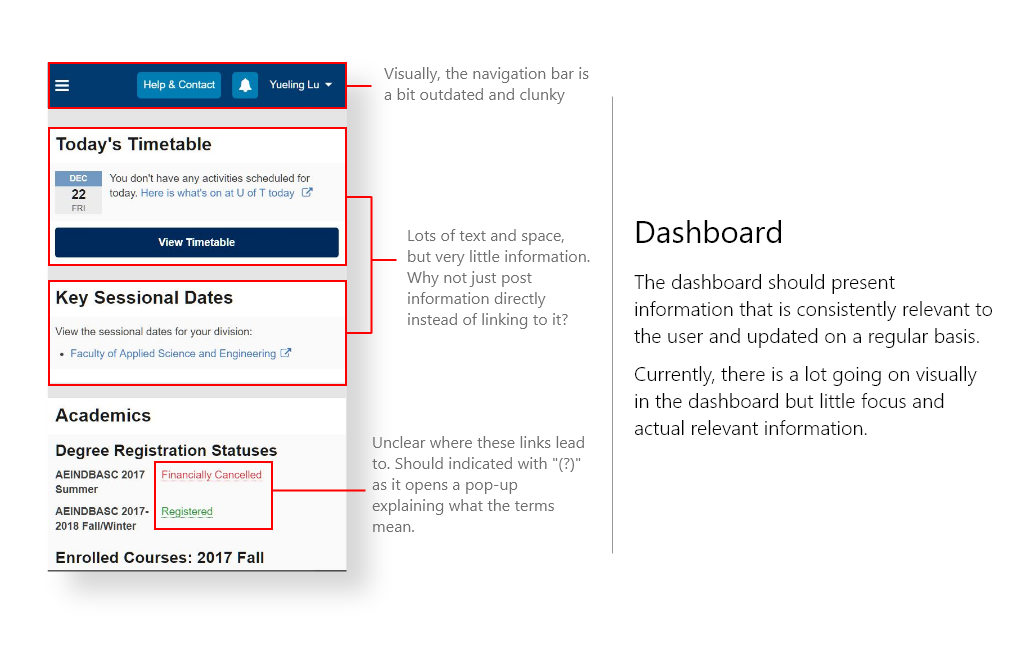 Help & Contact
Yueling Lu
Visually, the navigation bar is
a bit outdated and clunky
Today's Timetable
DEC
22
FRI
You don't have any activities scheduled for
today. Here is what's on at U of T today
View Timetable
Key Sessional Dates
View the sessional dates for your division:
• Faculty of Applied Science and Engineering
Lots of text and space,
but very little information.
Why not just post
information directly
instead of linking to it?
Academics
Degree Registration Statuses
AEINDBASC 2017
Summer
Financially Cancelled
AEINDBASC 2017-
2018 Fall/Winter
Registered
Enrolled Courses: 2017 Fall
Unclear where these links lead
to. Should indicated with "(?)"
as it opens a pop-up
explaining what the terms
mean.
Dashboard
The dashboard should present
information that is consistently relevant to
the user and updated on a regular basis.
Currently, there is a lot going on visually
in the dashboard but little focus and
actual relevant information.